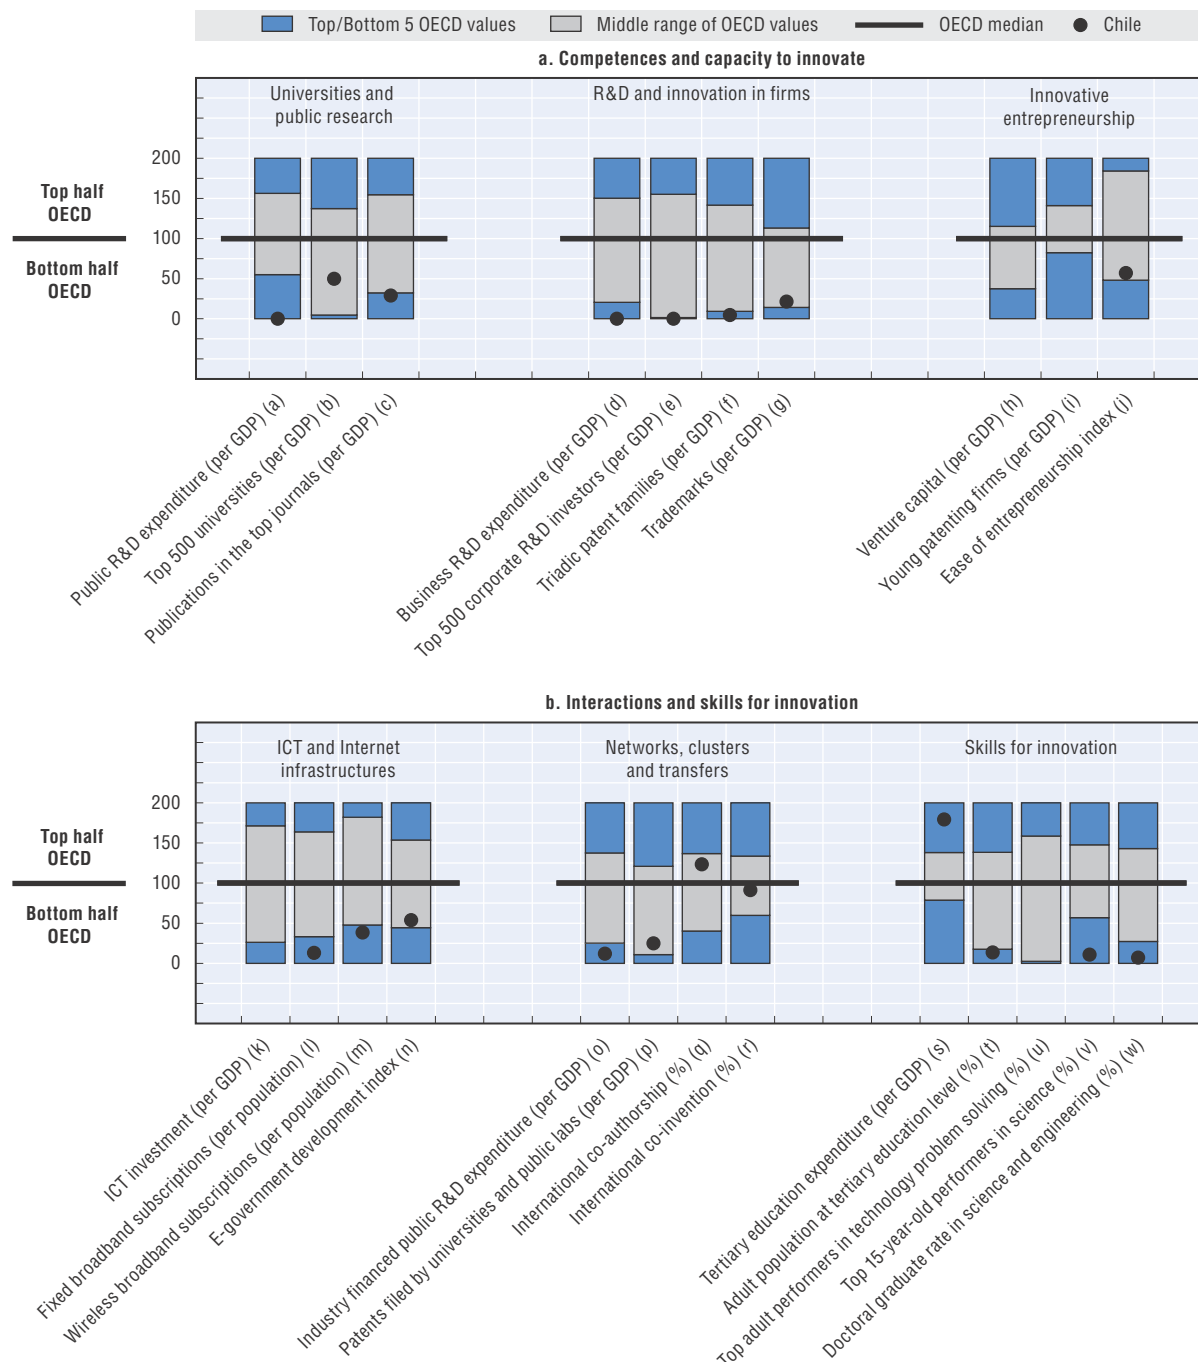 Top/Bottom 5 OECD values Middle range of OECD values OECD median Chile
a. Competences and capacity to innovate
Universities and
public research
R&D and innovation in firms
Innovative
entrepreneurship
200
150
100
50
0
Top half
OECD
Bottom half
OECD
Public R&D expenditure (per GDP) (a)
Top 500 universities (per GDP) (b)
Publications in the top journals (per GDP) (c)
Business R&D expenditure (per GDP) (d)
Top 500 corporate R&D investors (per GDP) (e)
Triadic patent families (per GDP) (f)
Trademarks (per GDP) (g)
Venture capital (per GDP) (h)
Young patenting firms (per GDP) (i)
Ease of entrepreneurship index (j)
b. Interactions and skills for innovation
ICT and Internet
infrastructures
Networks, clusters
and transfers
Skills for innovation
200
150
100
50
0
Top half
OECD
Bottom half
OECD
ICT investment (per GDP) (k)
Fixed broadband subscriptions (per population) (l)
Wireless broadband subscriptions (per population) (m)
E-government development index (n)
Industry financed public R&D expenditure (per GDP) (o)
Patents filed by universities and public labs (per GDP) (p)
International co-authorship (%) (q)
International co-invention (%) (r)
Tertiary education expenditure (per GDP) (s)
Adult population at tertiary education level (%) (t)
Top adult performers in technology problem solving (%) (u)
Top 15-year-old performers in science (%) (v)
Doctoral graduate rate in science and engineering (%) (w)